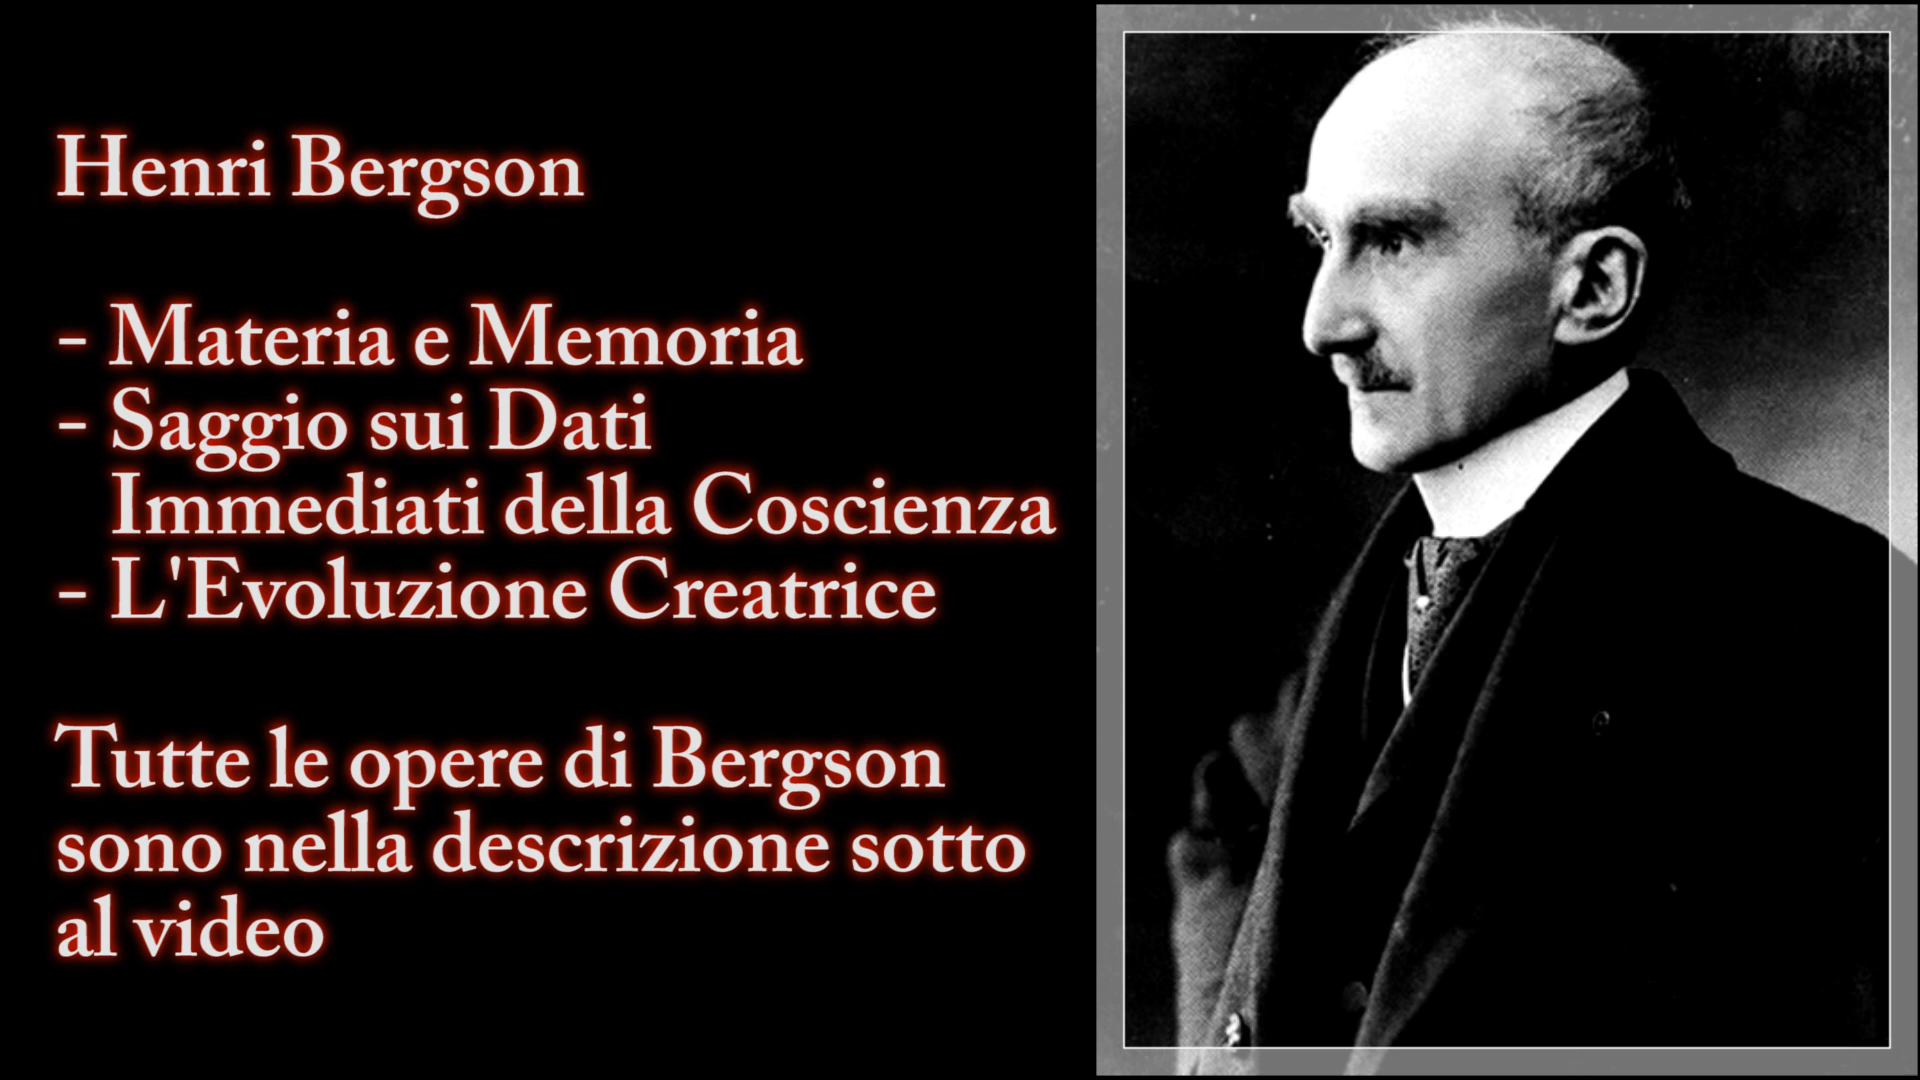 Henri Bergson
- Materia e Memoria
- Saggio sui Dati
Immediati della Coscienza
- L'Evoluzione Creatrice
Tutte le opere di Bergson
sono nella descrizione sotto
al video